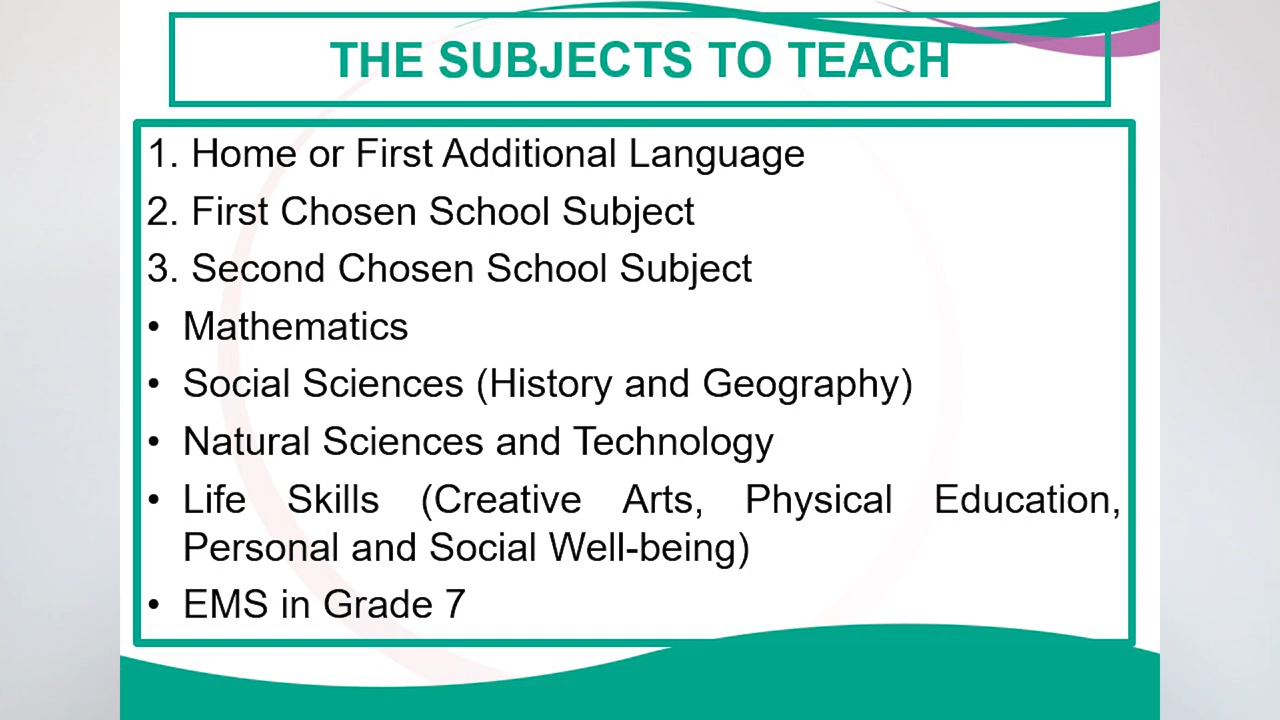 THE SUBJECTS TO TEACH
1. Home or First Additional Language
2. First Chosen School Subject
3. Second Chosen School Subject
• Mathematics
• Social Sciences (History and Geography)
• Natural Sciences and Technology
• Life Skills (Creative Arts, Physical Education,
Personal and Social Well-being)
• EMS in Grade 7